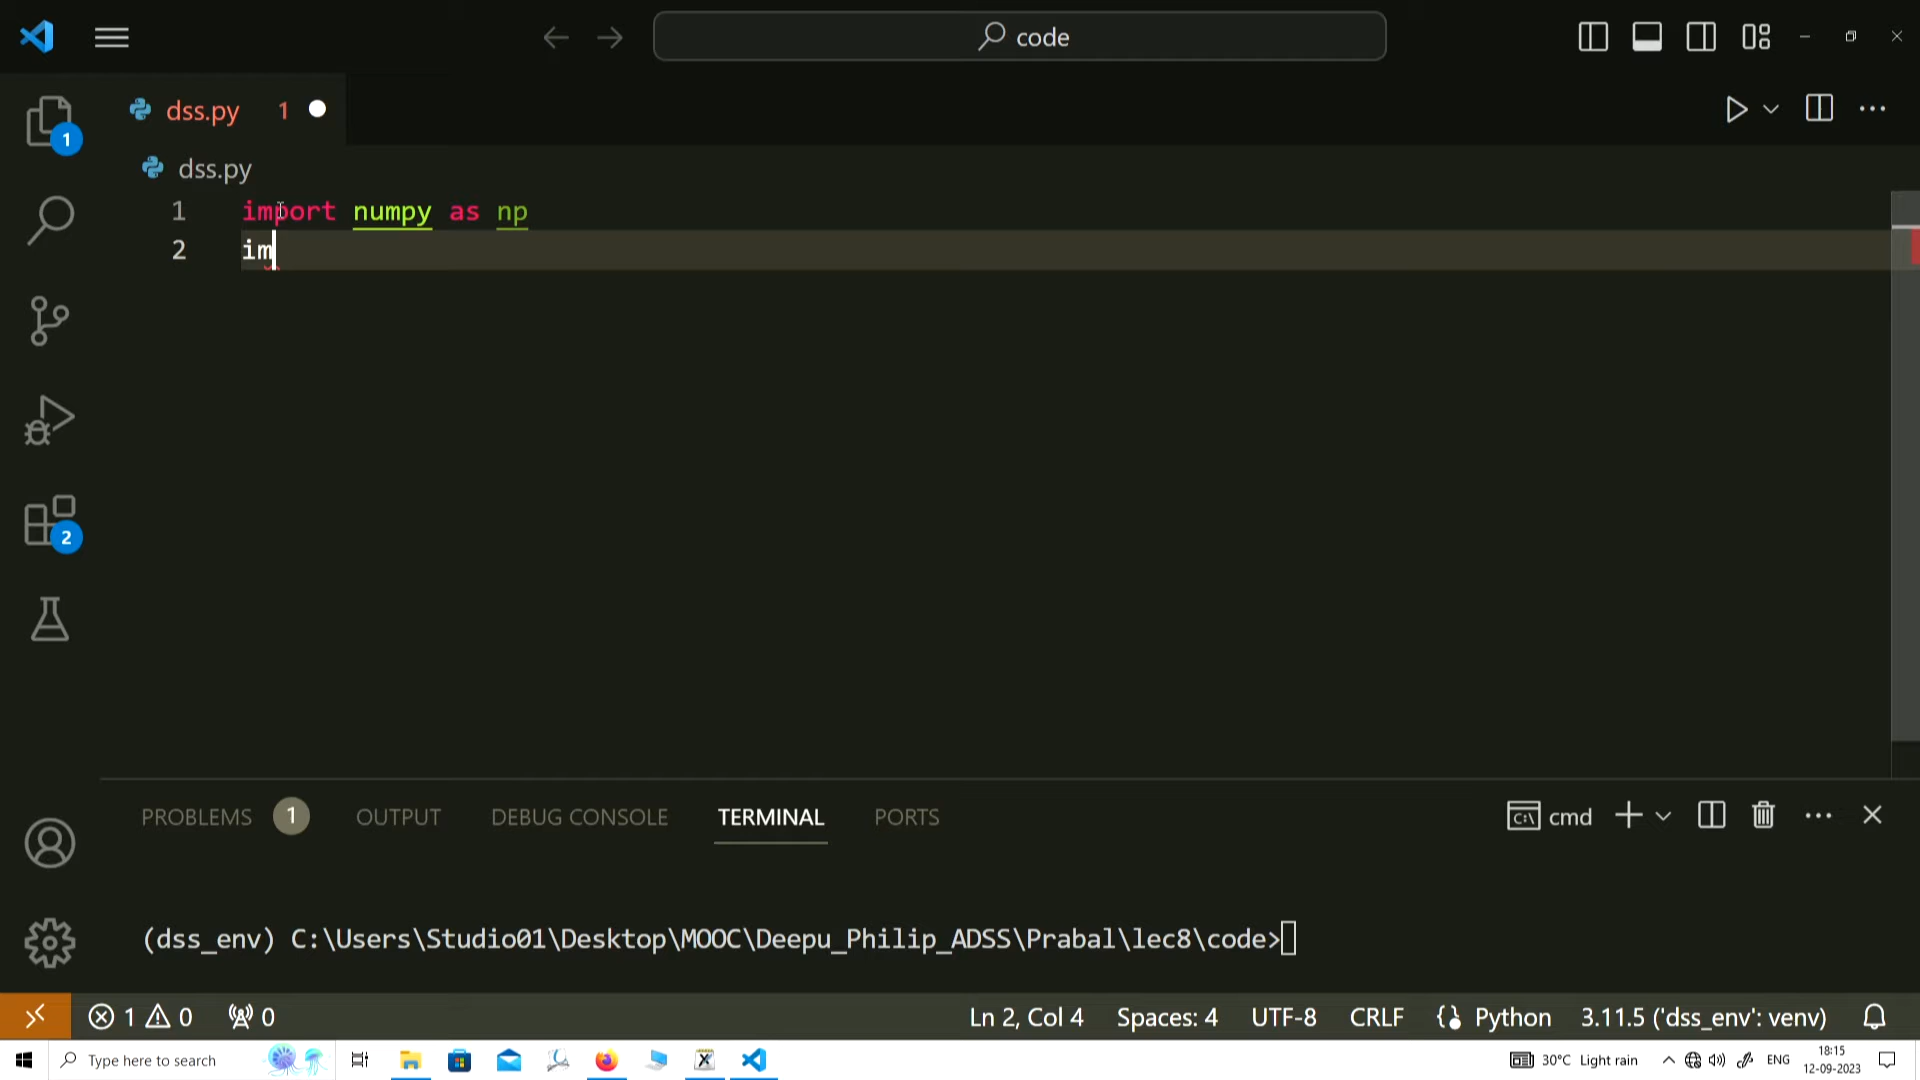 code
dss.py 1
1
dss.py
1 import numpy as np
2 im
2
PROBLEMS 1 OUTPUT DEBUG CONSOLE TERMINAL PORTS cmd
(dss_env) C:\Users\Studio01\Desktop\MOOC\Deepu_Philip_ADSS\Prabal\lec8\code>
1 0 0 Ln 2, Col 4 Spaces: 4 UTF-8 CRLF Python 3.11.5 ('dss_env': venv)
Type here to search 30°C Light rain ENG 18:15
12-09-2023